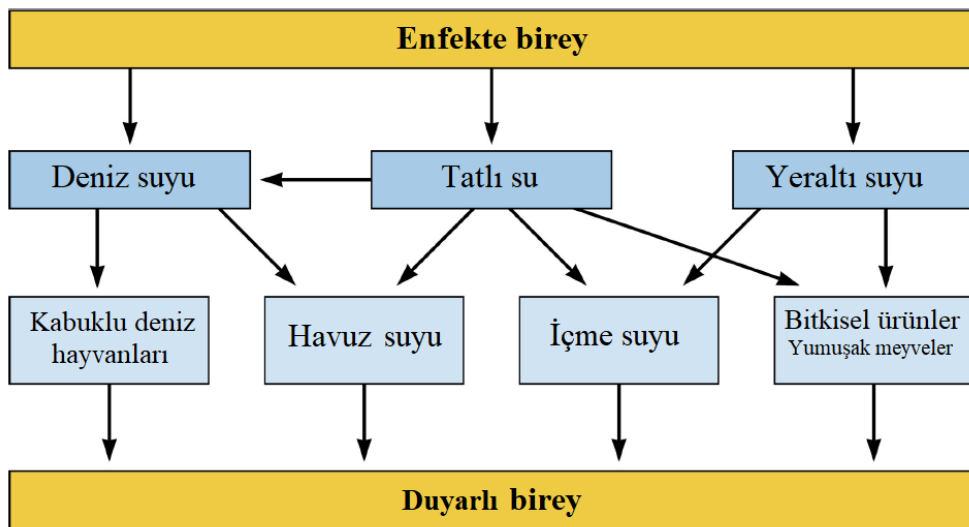 Enfekte birey
Deniz suyu
Tatlı su
Yeraltı suyu
Kabuklu deniz
hayvanları
Havuz suyu
İçme suyu
Bitkisel ürünler
Yumuşak meyveler
Duyarlı birey